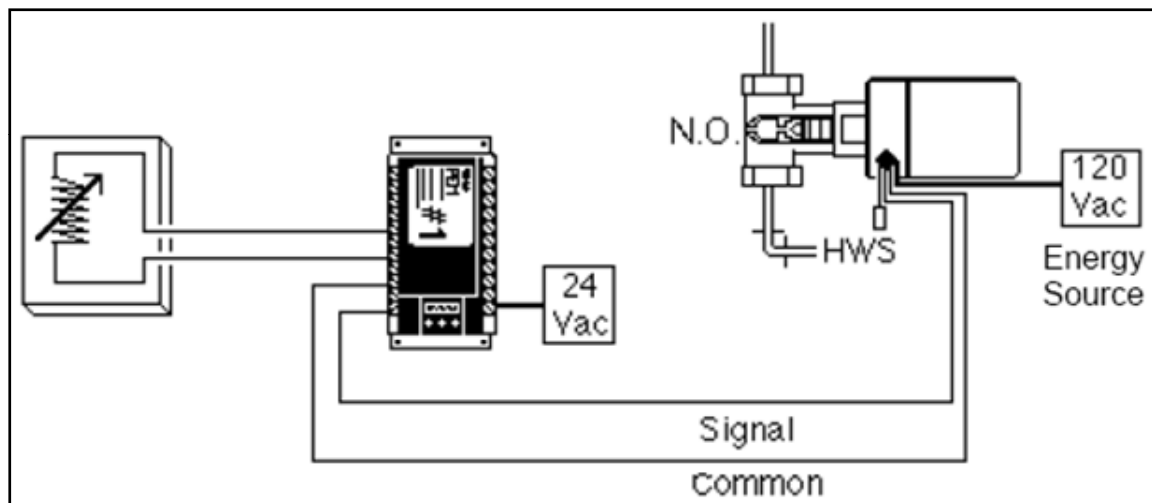 N.O.
120
Vac
#1
HWS
Energy
Source
24
Vac
Signal
Common